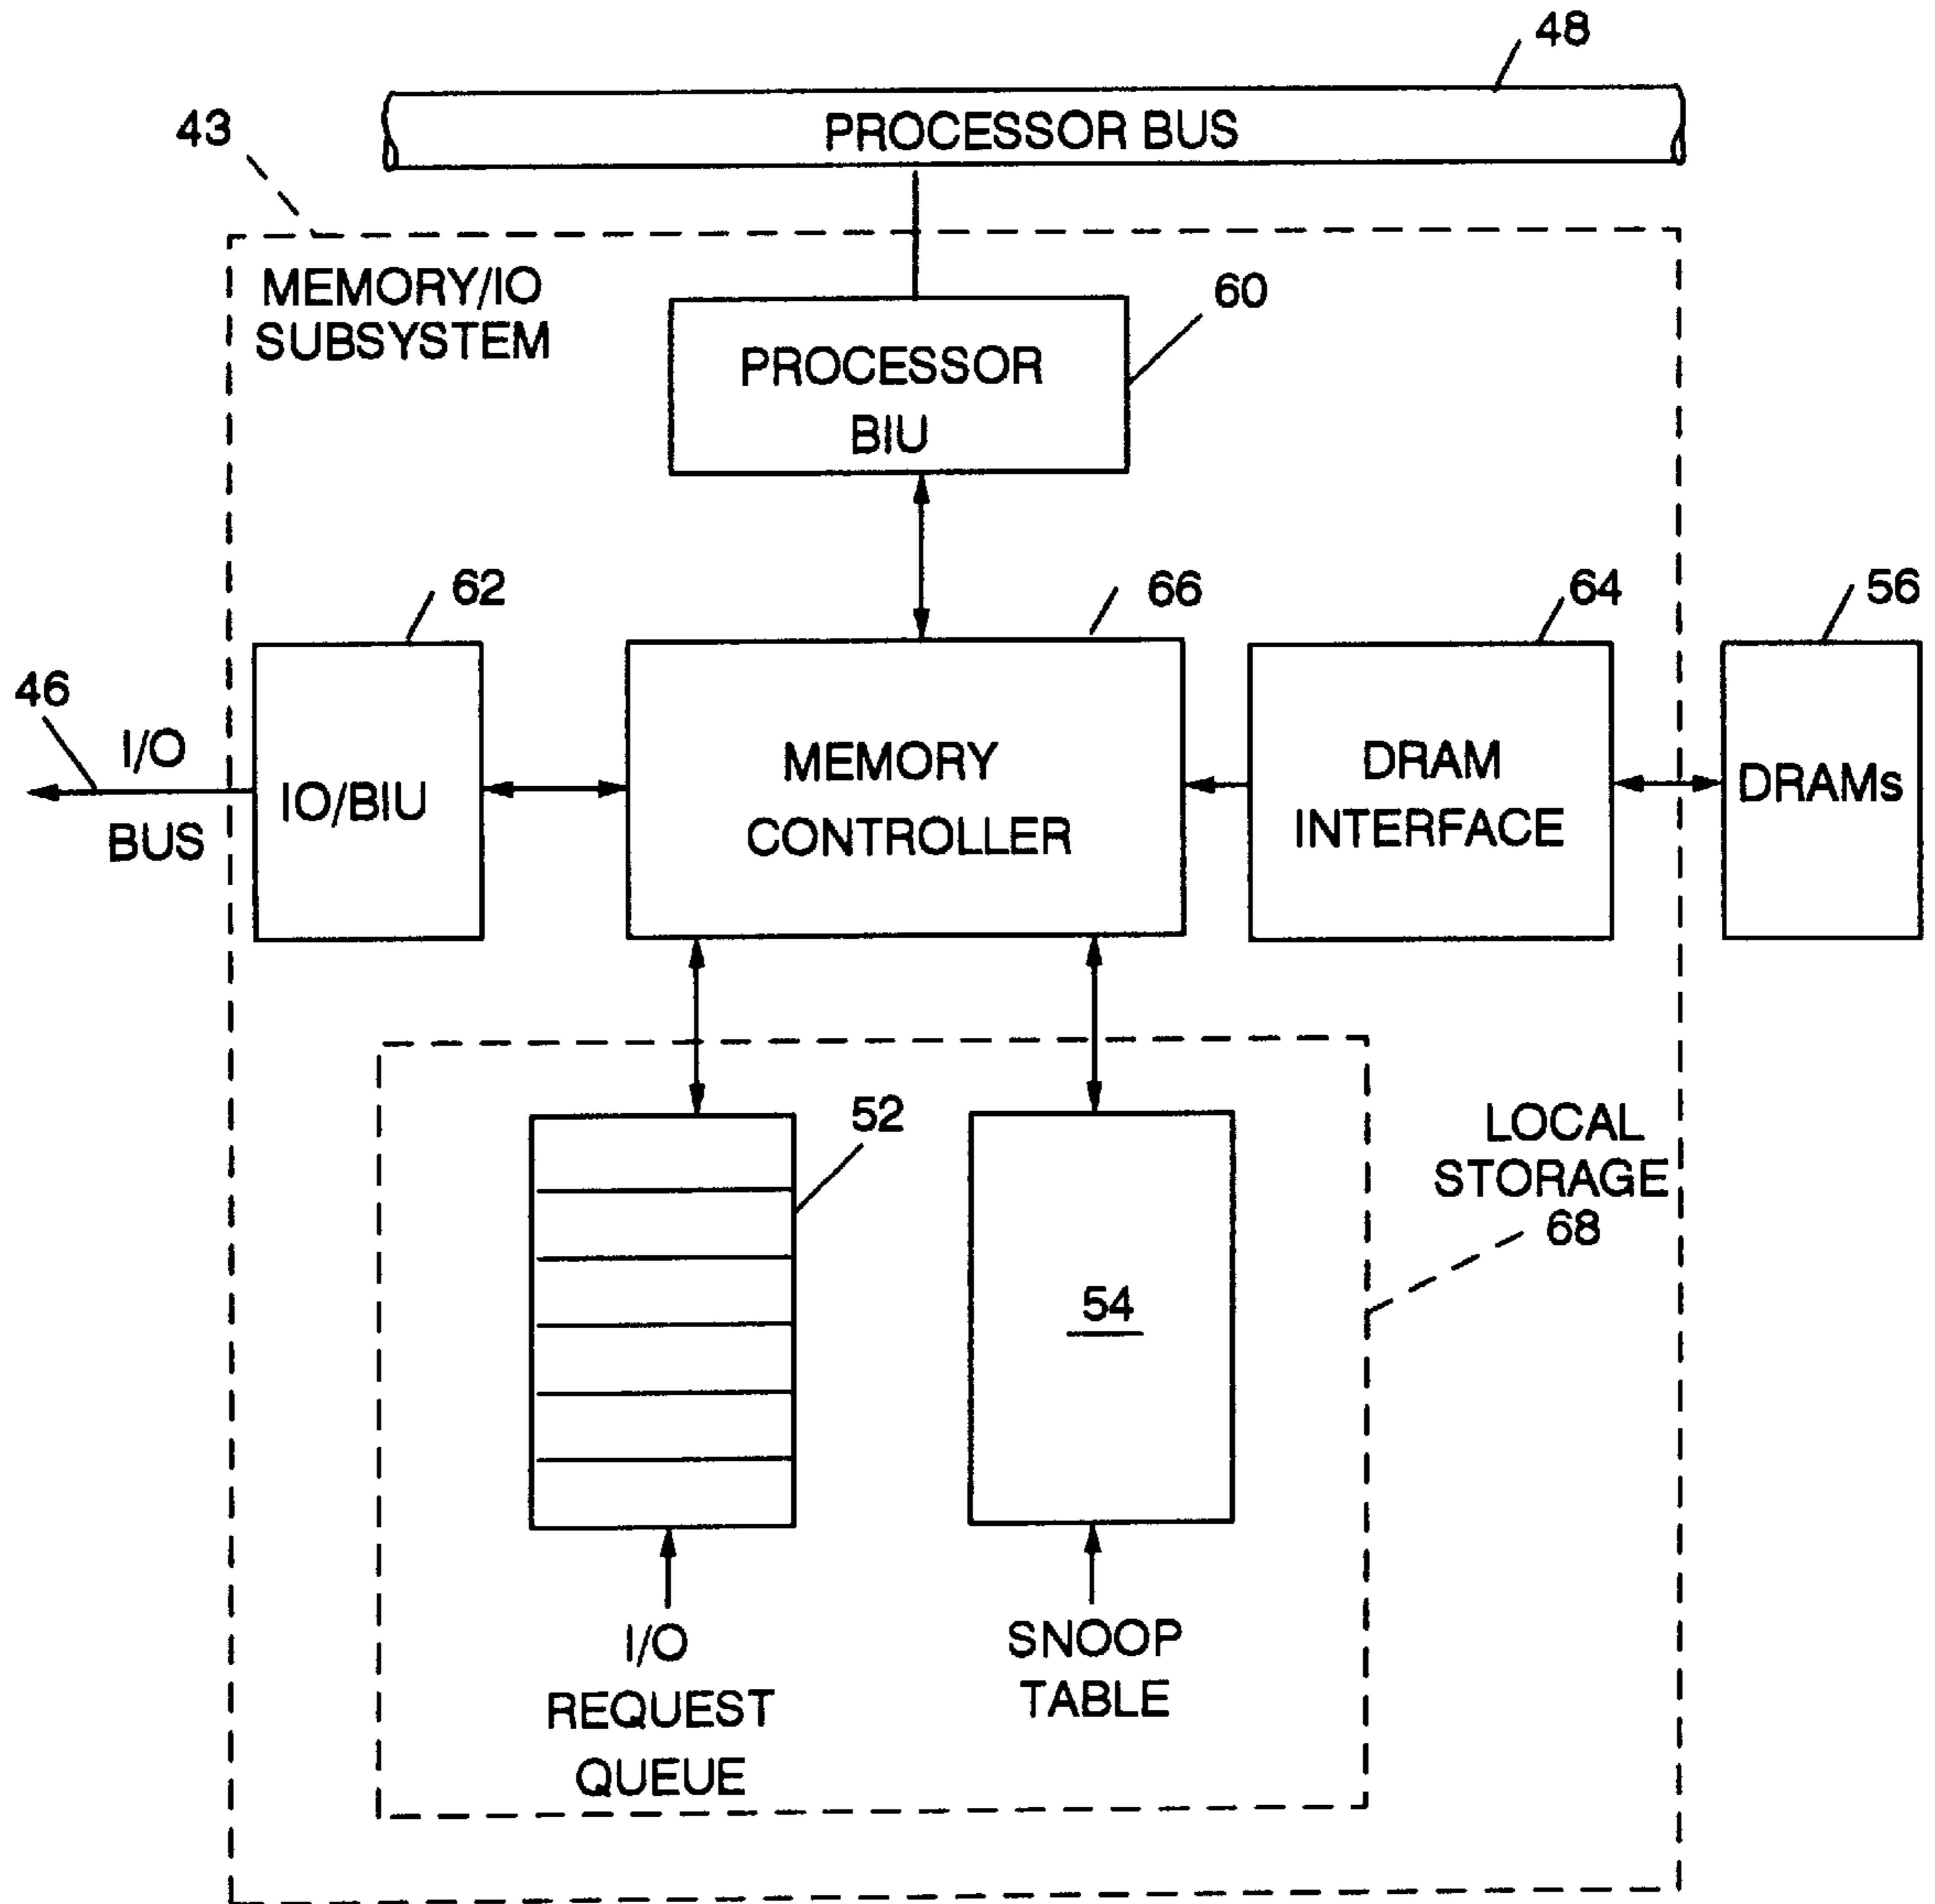 48
PROCESSOR BUS
43
MEMORY/IO
SUBSYSTEM
60
PROCESSOR
BIU
62
66
64
56
46
I/O
BUS
IO/BIU
MEMORY
CONTROLLER
DRAM
INTERFACE
DRAMs
52
54
LOCAL
STORAGE
68
I/O
REQUEST
QUEUE
SNOOP
TABLE